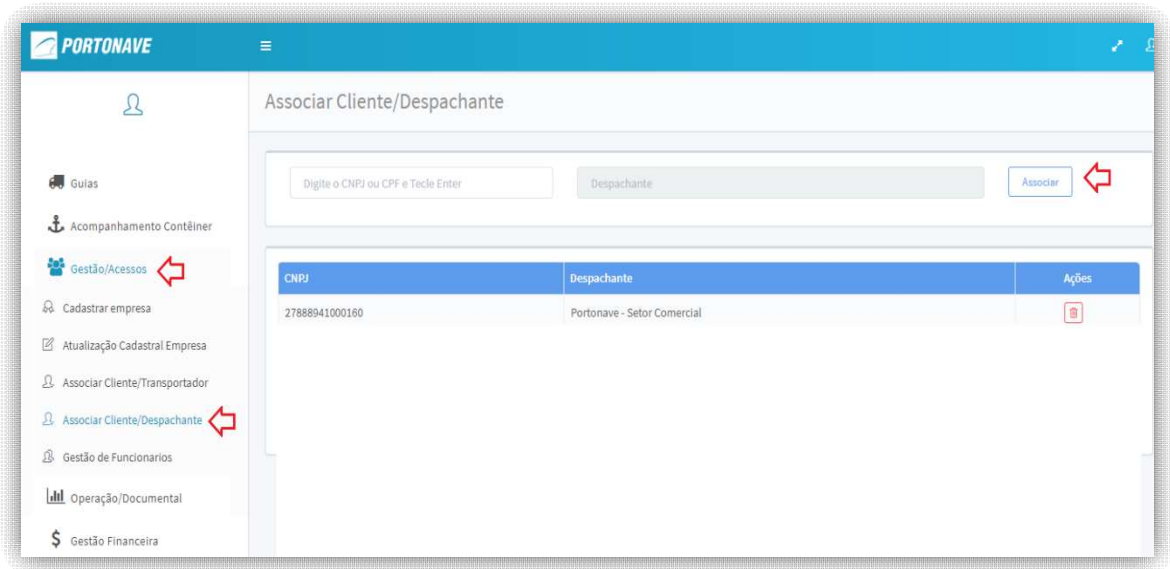 PORTONAVE
Associar Cliente/Despachante
Guias
Acompanhamento Contêiner
Gestão/Acessos
Cadastrar empresa
Atualização Cadastral Empresa
Associar Cliente/Transportador
Associar Cliente/Despachante
Gestão de Funcionarios
Operação/Documental
Gestão Financeira
Digite o CNPJ ou CPF e Tecle Enter Despachante Associar
CNPJ Despachante Ações
27888941000160 Portonave - Setor Comercial